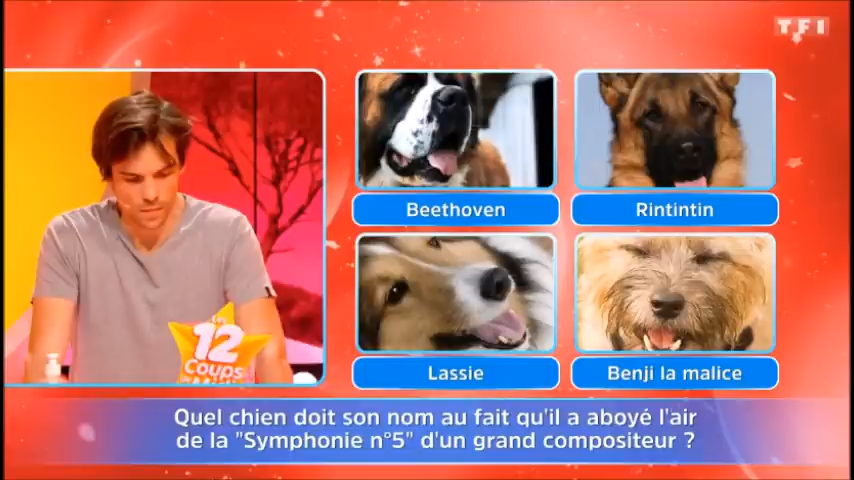 TF1
Beethoven
Rintintin
Lassie
Benji la malice
12
Coups
Quel chien doit son nom au fait qu'il a aboyé l'air
de la "Symphonie n°5" d'un grand compositeur ?